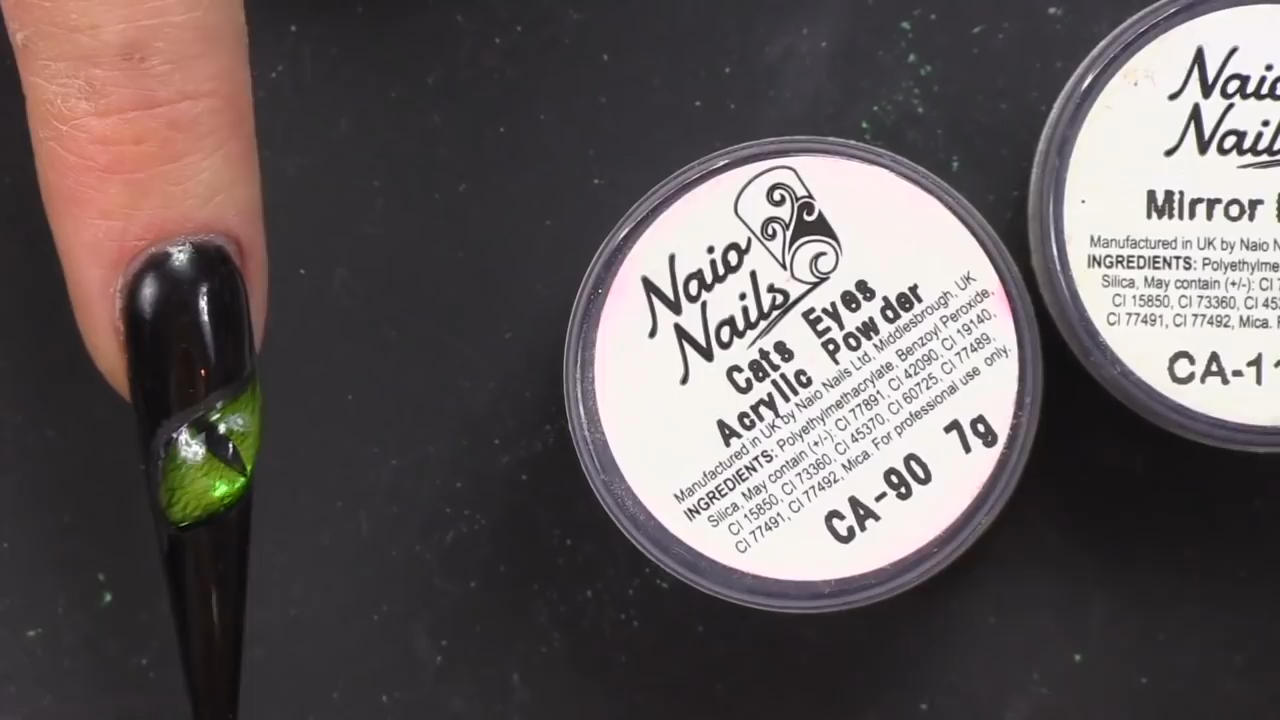 Naio
Nails
Cats Eyes
Acrylic Powder
Manufactured in UK by Naio Nails Ltd, Middlesbrough, UK
INGREDIENTS: Polyethylmethacrylate, Benzoyl Peroxide,
Silica, May contain (+/-): CI 77891, CI 42090, CI 19140,
CI 15850, CI 73360, CI 45370, CI 60725, CI 77489,
CI 77491, CI 77492, Mica. For professional use only.
CA-90 7g
Naio
Nails
Mirror
Manufactured in UK by Naio N
INGREDIENTS: Polyethylme
Silica, May contain (+/-): CI 7
CI 15850, CI 73360, CI 45
CI 77491, CI 77492, Mica.
CA-11